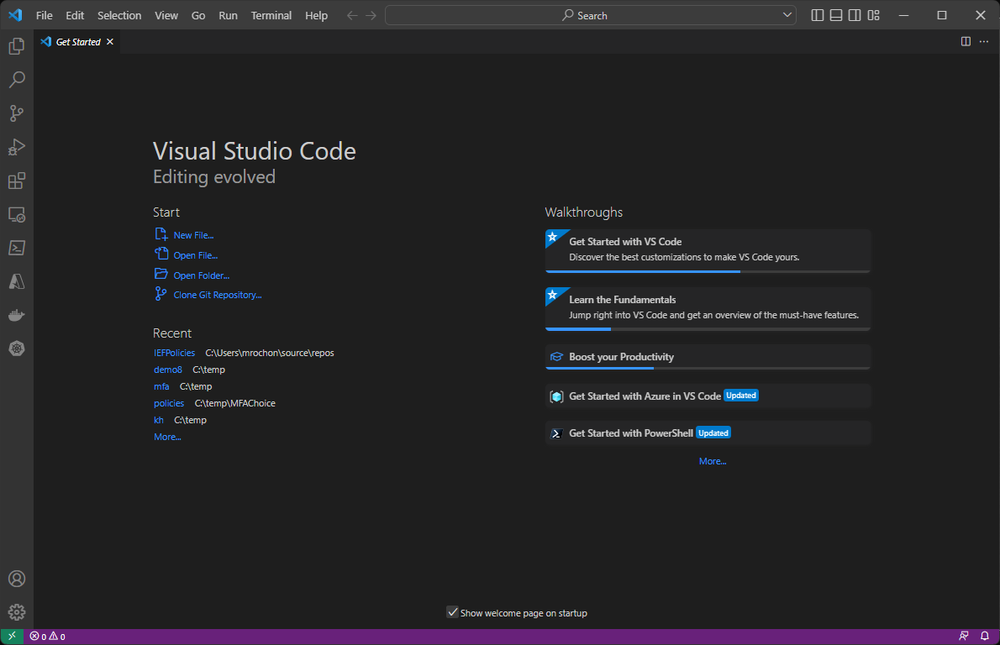 File Edit Selection View Go Run Terminal Help Search
Get Started
Visual Studio Code
Editing evolved
Start
New File...
Open File...
Open Folder...
Clone Git Repository...
Recent
IEFPolicies C:\Users\mrochon\source\repos
demo8 C:\temp
mfa C:\temp
policies C:\temp\MFAChoice
kh C:\temp
More...
Walkthroughs
Get Started with VS Code
Discover the best customizations to make VS Code yours.
Learn the Fundamentals
Jump right into VS Code and get an overview of the must-have features.
Boost your Productivity
Get Started with Azure in VS Code Updated
Get Started with PowerShell Updated
More...
Show welcome page on startup
0 0